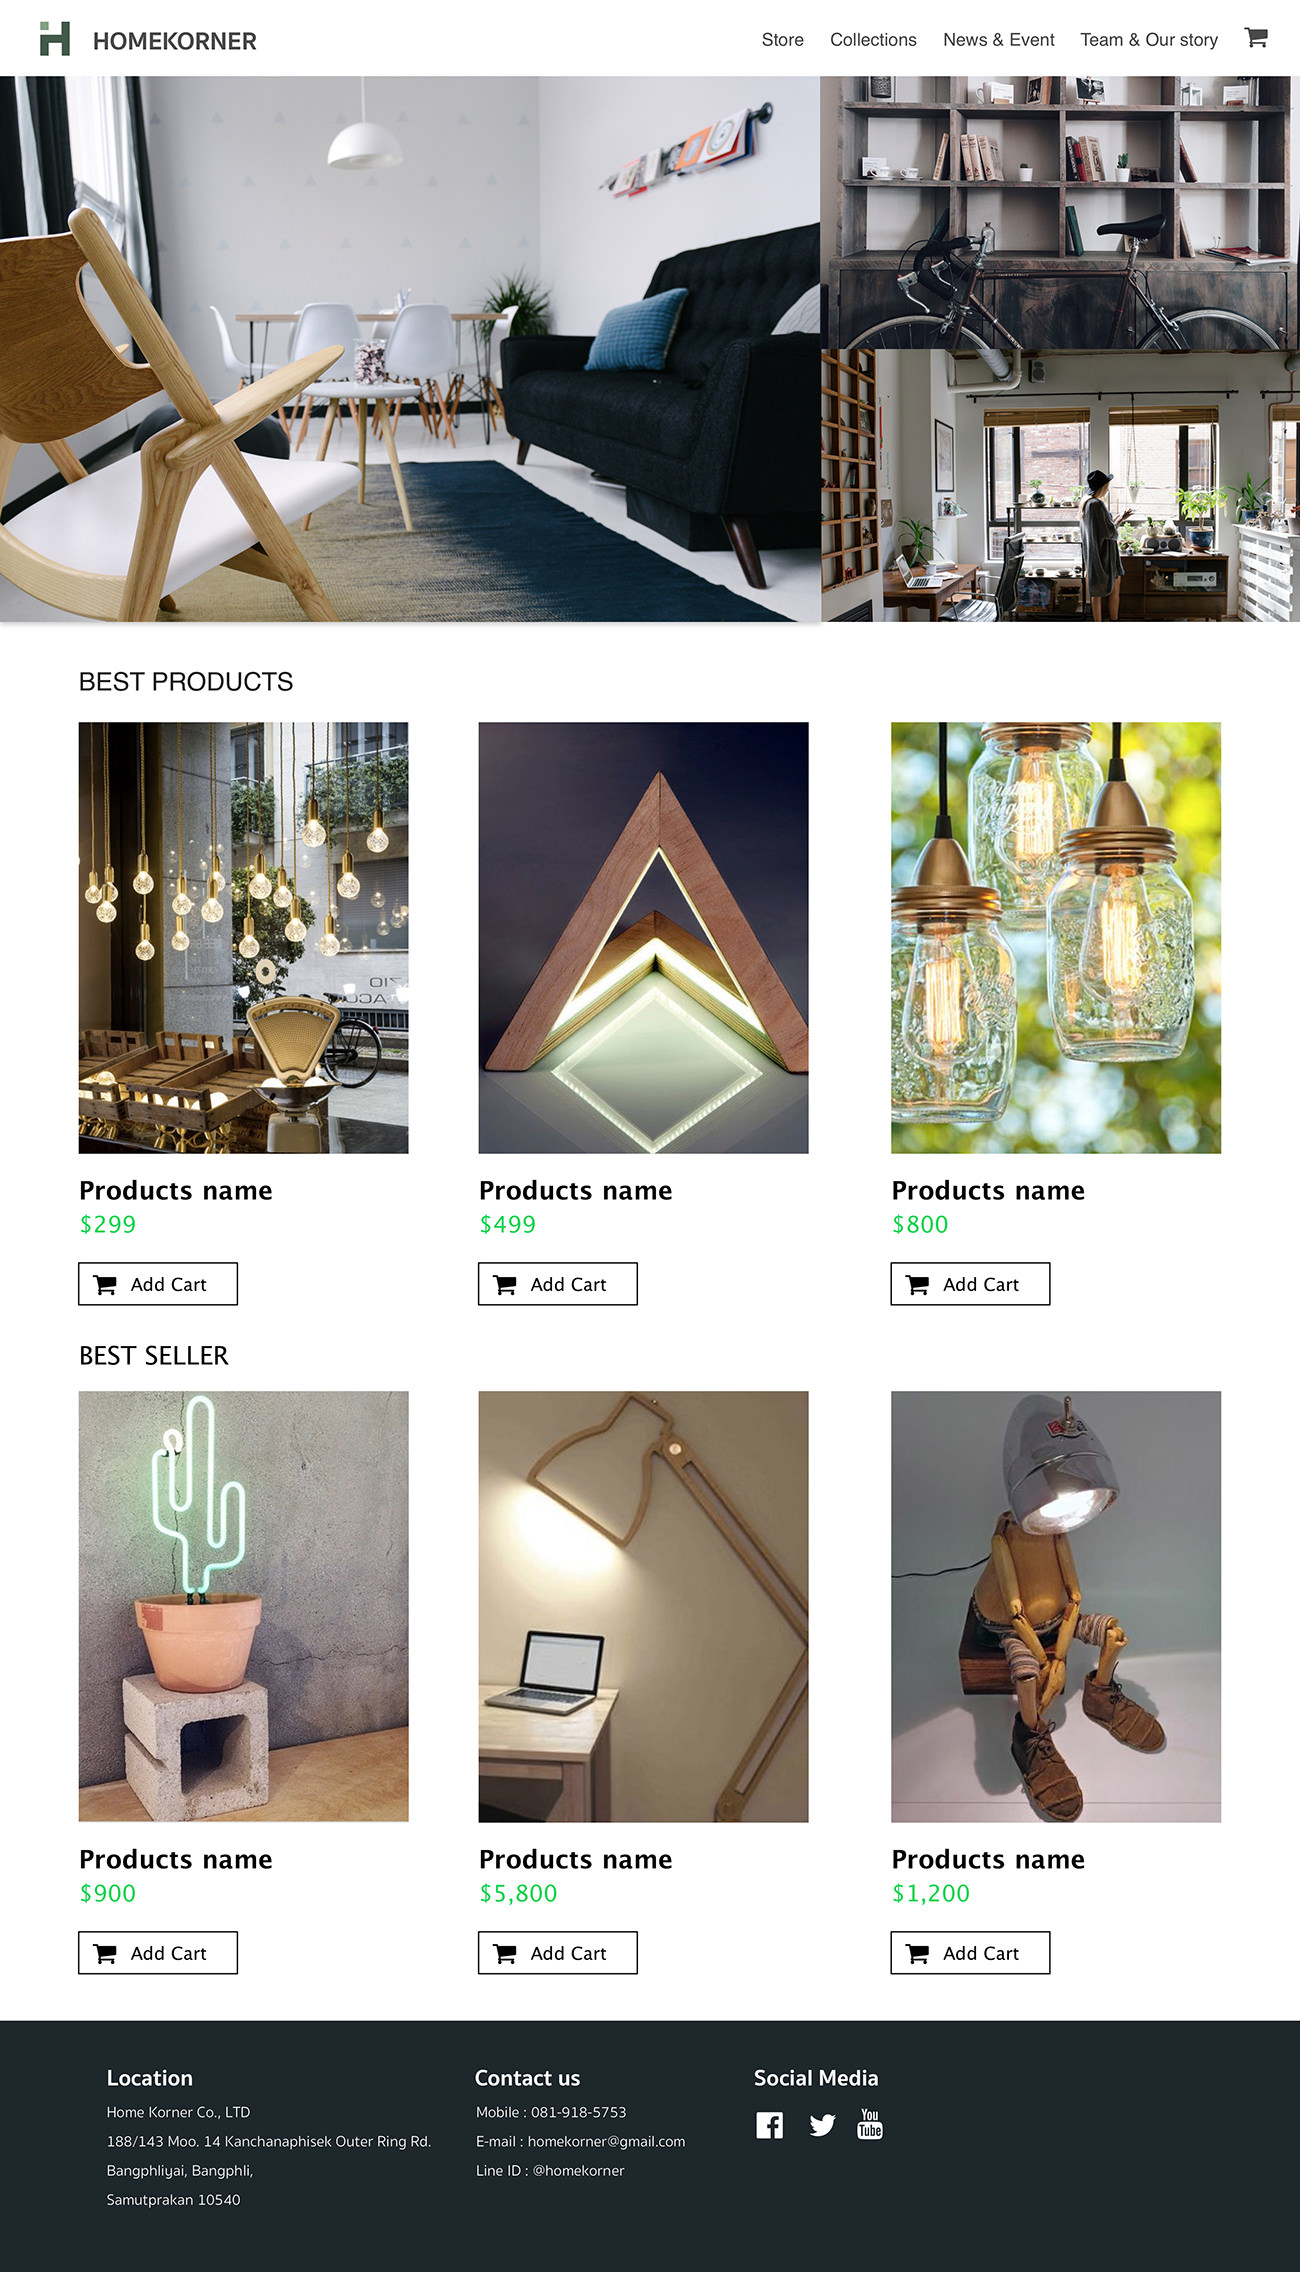 HOMEKORNER
Store Collections News & Event Team & Our story
BEST PRODUCTS
Products name Products name Products name
$299 $499 $800
Add Cart Add Cart Add Cart
BEST SELLER
Products name Products name Products name
$900 $5,800 $1,200
Add Cart Add Cart Add Cart
Location Contact us Social Media
Home Korner Co., LTD Mobile : 081-918-5753
You
Tube
188/143 Moo. 14 Kanchanaphisek Outer Ring Rd. E-mail : homekorner@gmail.com
Bangphliyai, Bangphli, Line ID : @homekorner
Samutprakan 10540